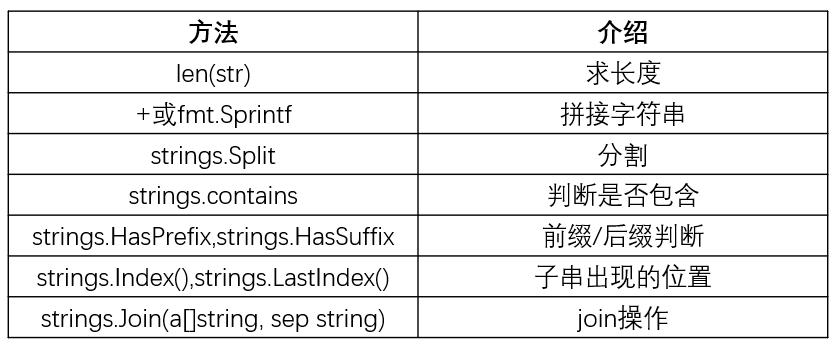 方法 介绍
len(str) 求长度
+或fmt.Sprintf 拼接字符串
strings.Split 分割
strings.contains 判断是否包含
strings.HasPrefix,strings.HasSuffix 前缀/后缀判断
strings.Index(),strings.LastIndex() 子串出现的位置
strings.Join(a[]string, sep string) join操作